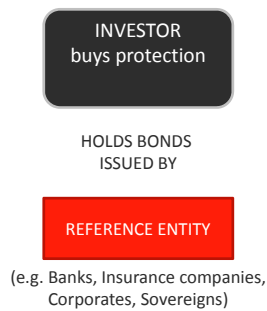 INVESTOR
buys protection
HOLDS BONDS
ISSUED BY
REFERENCE ENTITY
(e.g. Banks, Insurance companies,
Corporates, Sovereigns)